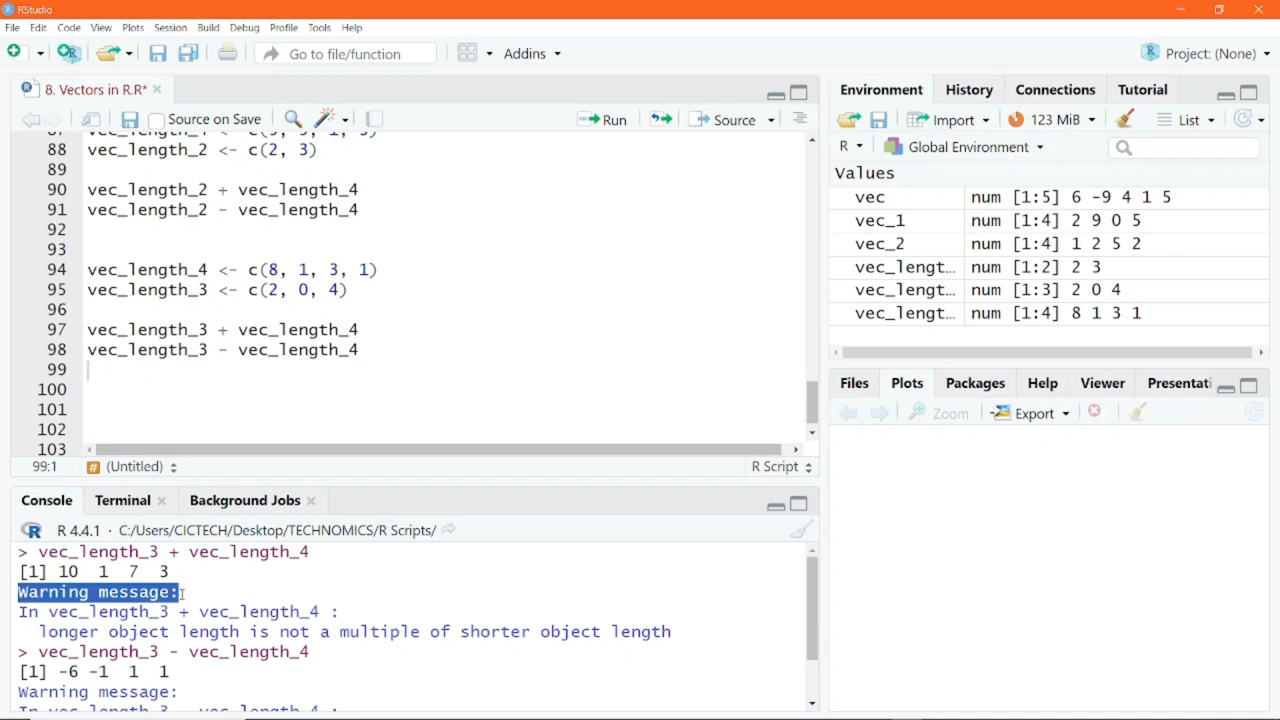 RStudio
File Edit Code View Plots Session Build Debug Profile Tools Help
Go to file/function Addins Project: (None)
8. Vectors in R.R*
Source on Save Run Source
88 vec_length_2 <- c(2, 3)
89
90 vec_length_2 + vec_length_4
91 vec_length_2 - vec_length_4
92
93
94 vec_length_4 <- c(8, 1, 3, 1)
95 vec_length_3 <- c(2, 0, 4)
96
97 vec_length_3 + vec_length_4
98 vec_length_3 - vec_length_4
99
100
101
102
103
99:1 # (Untitled) R Script
Console Terminal Background Jobs
R R 4.4.1 · C:/Users/CICTECH/Desktop/TECHNOMICS/R Scripts/
> vec_length_3 + vec_length_4
[1] 10 1 7 3
Warning message:
In vec_length_3 + vec_length_4 :
longer object length is not a multiple of shorter object length
> vec_length_3 - vec_length_4
[1] -6 -1 1 1
Warning message:
In vec_length_3 - vec_length_4 :
Environment History Connections Tutorial
Import 123 MiB List
R Global Environment
Values
vec num [1:5] 6 -9 4 1 5
vec_1 num [1:4] 2 9 0 5
vec_2 num [1:4] 1 2 5 2
vec_lengt… num [1:2] 2 3
vec_lengt… num [1:3] 2 0 4
vec_lengt… num [1:4] 8 1 3 1
Files Plots Packages Help Viewer Presentati
Zoom Export